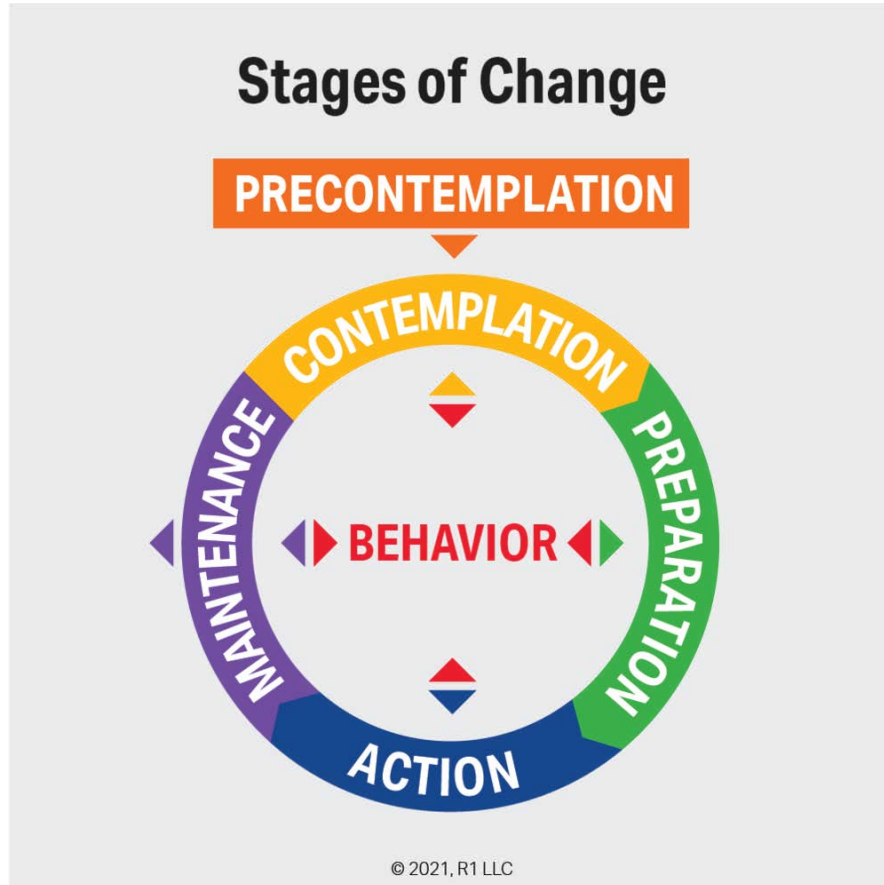 Stages of Change
PRECONTEMPLATION
CONTEMPLATION
PREPARATION
ACTION
MAINTENANCE
BEHAVIOR
© 2021, R1 LLC